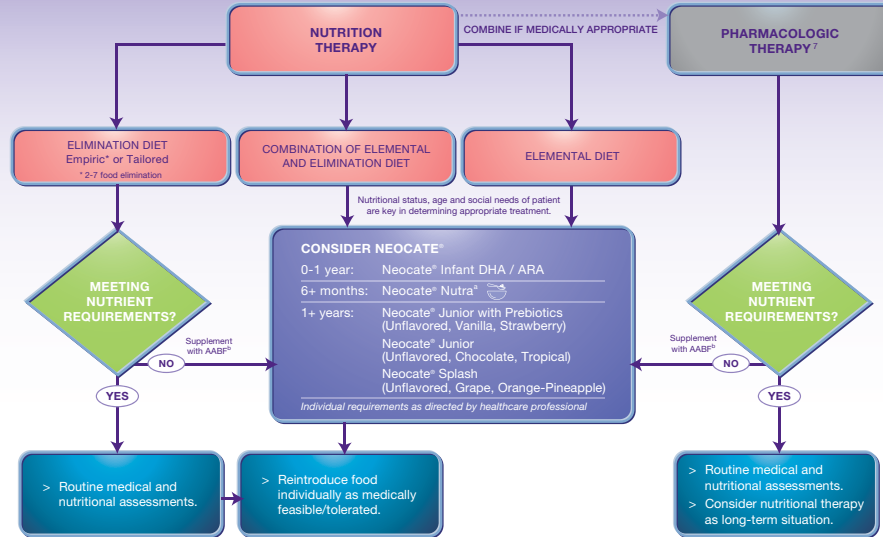 NUTRITION
THERAPY
COMBINE IF MEDICALLY APPROPRIATE
PHARMACOLOGIC
THERAPY⁷
ELIMINATION DIET
Empiric* or Tailored
* 2-7 food elimination
COMBINATION OF ELEMENTAL
AND ELIMINATION DIET
ELEMENTAL DIET
Nutritional status, age and social needs of patient
are key in determining appropriate treatment.
MEETING
NUTRIENT
REQUIREMENTS?
Supplement
with AABFᵇ
NO
YES
CONSIDER NEOCATE®
0-1 year: Neocate® Infant DHA / ARA
6+ months: Neocate® Nutraª
1+ years: Neocate® Junior with Prebiotics
(Unflavored, Vanilla, Strawberry)
Neocate® Junior
(Unflavored, Chocolate, Tropical)
Neocate® Splash
(Unflavored, Grape, Orange-Pineapple)
Individual requirements as directed by healthcare professional
MEETING
NUTRIENT
REQUIREMENTS?
Supplement
with AABFᵇ
NO
YES
> Routine medical and
nutritional assessments.
> Reintroduce food
individually as medically
feasible/tolerated.
> Routine medical and
nutritional assessments.
> Consider nutritional therapy
as long-term situation.